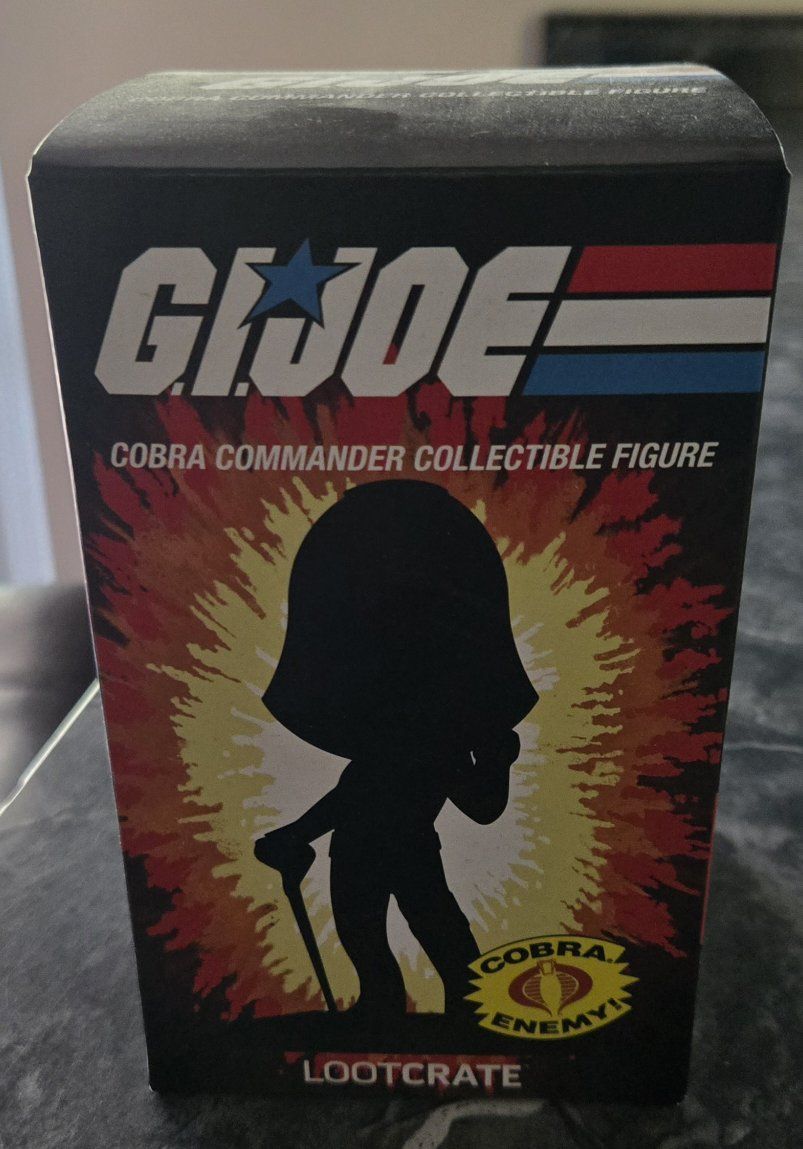 COBRA COMMANDER COLLECTIBLE FIGURE
G.I.JOE
COBRA COMMANDER COLLECTIBLE FIGURE
COBRA
ENEMY!
LOOTCRATE